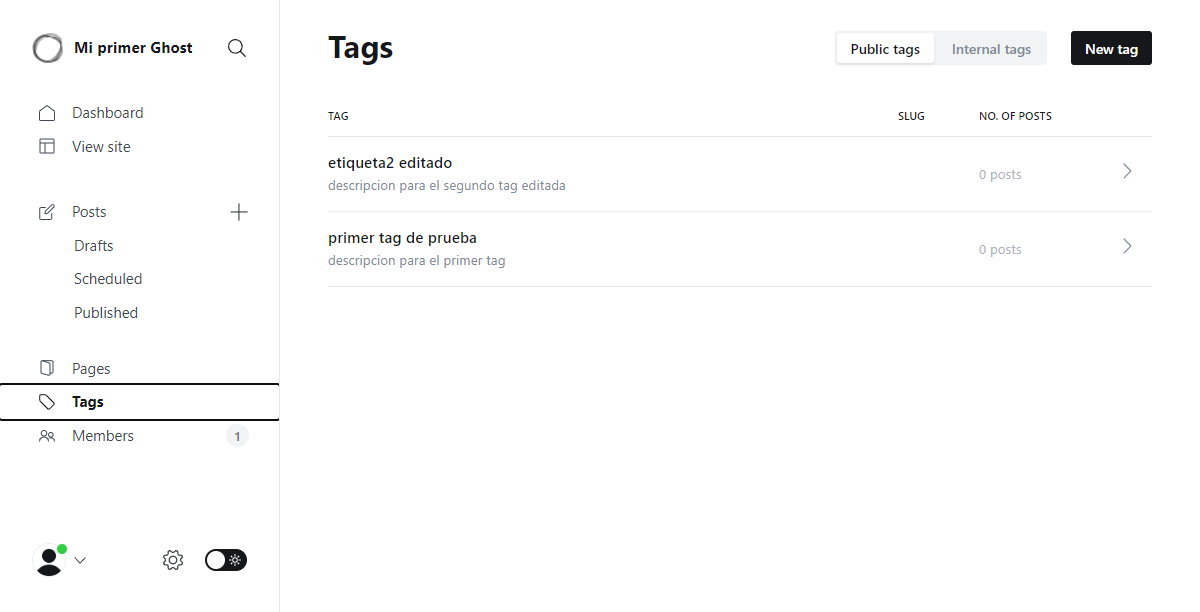 Mi primer Ghost
Dashboard
View site
Posts
Drafts
Scheduled
Published
Pages
Tags
Members 1
Tags
Public tags Internal tags New tag
TAG SLUG NO. OF POSTS
etiqueta2 editado
descripcion para el segundo tag editada
0 posts
primer tag de prueba
descripcion para el primer tag
0 posts